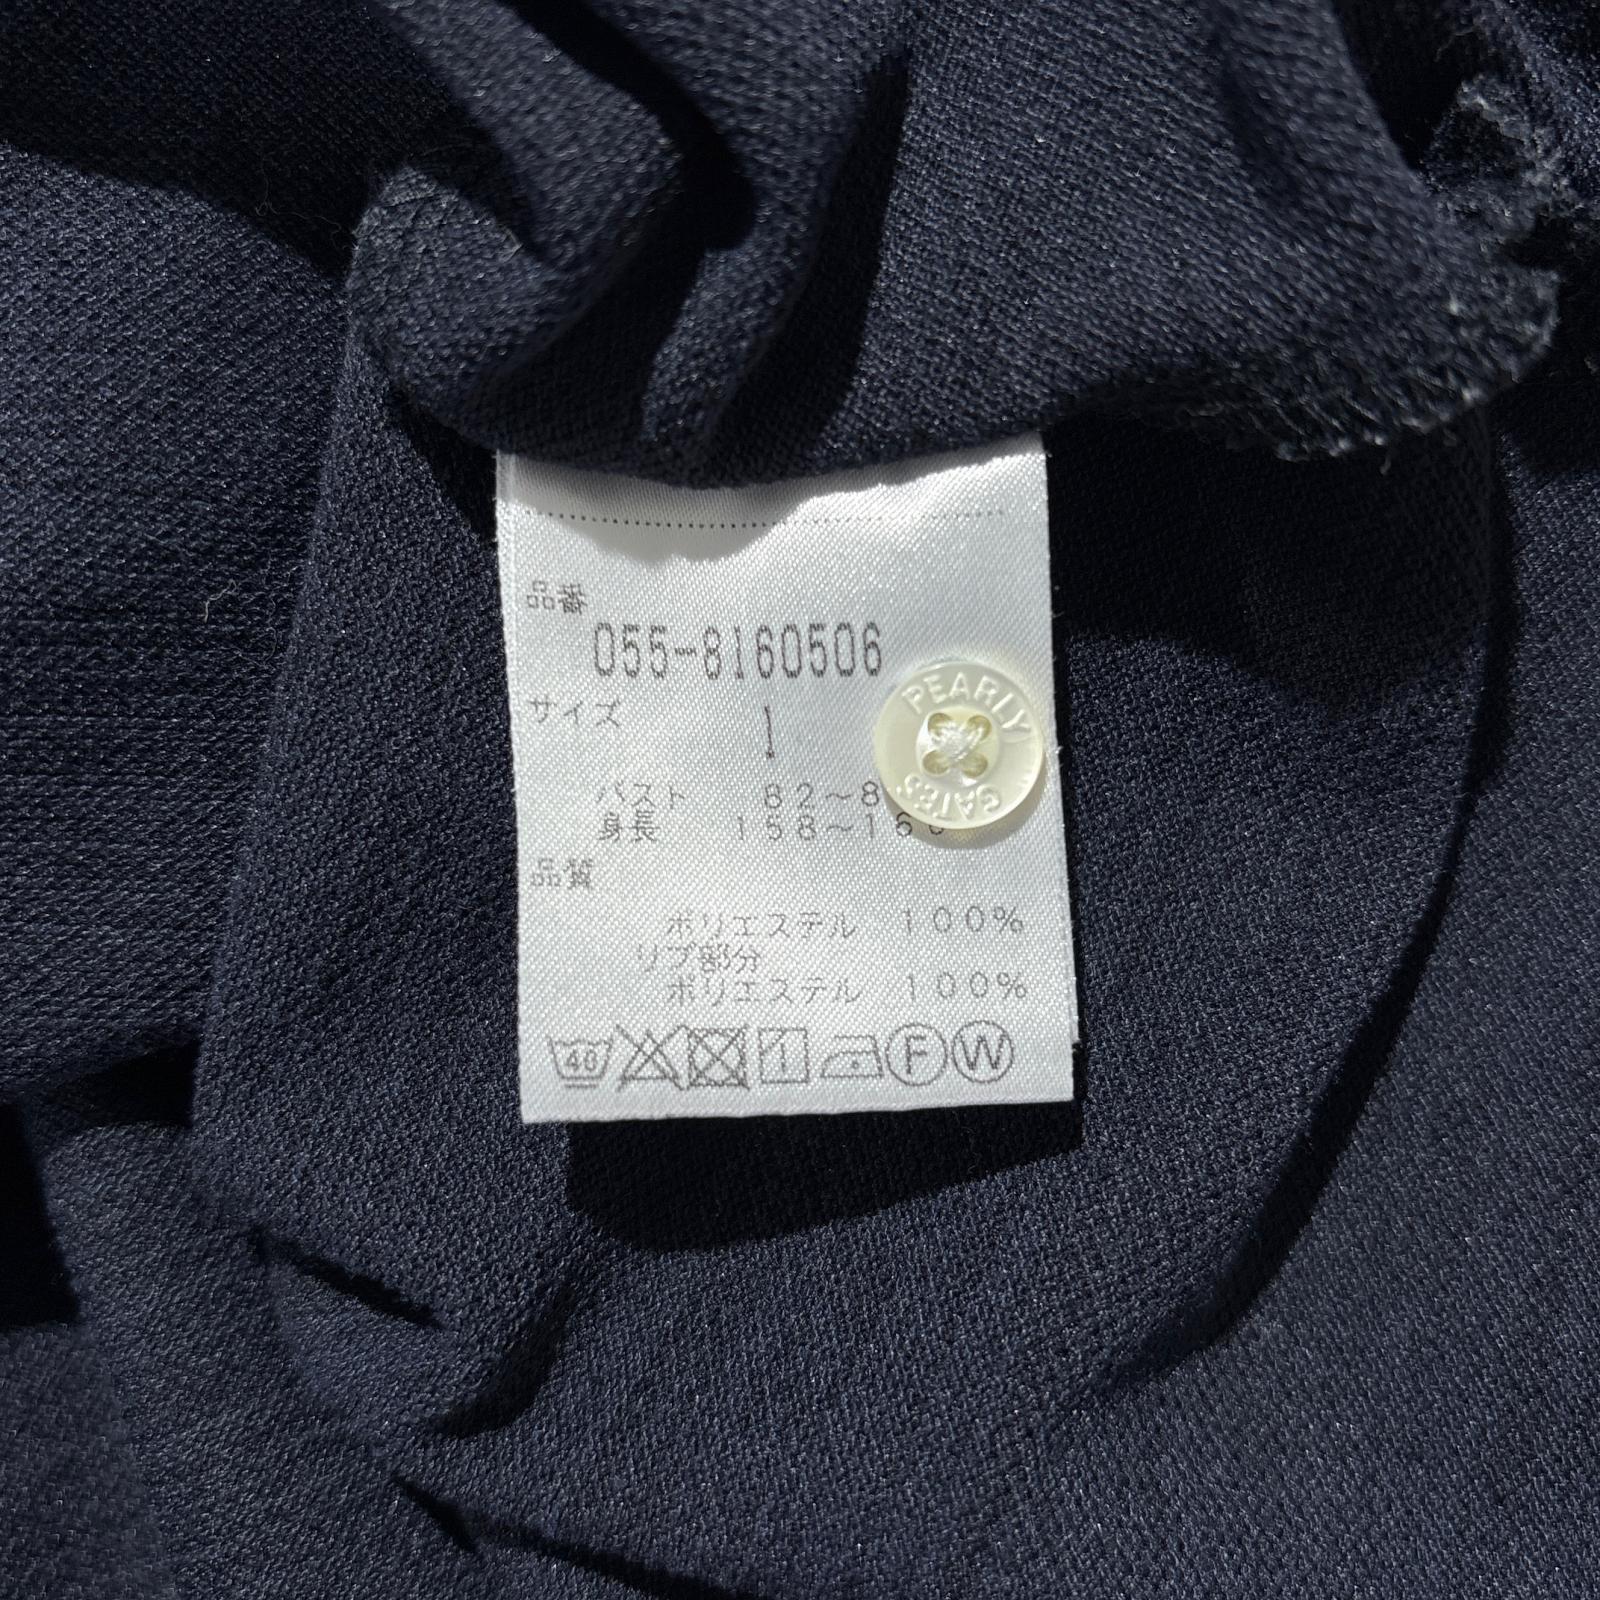 品番
055-8160506
サイズ 1
PEARLY
GATES
バスト 82~8
身長 158~16
品質
ポリエステル 100%
リブ部分
ポリエステル 100%
40 1 F W